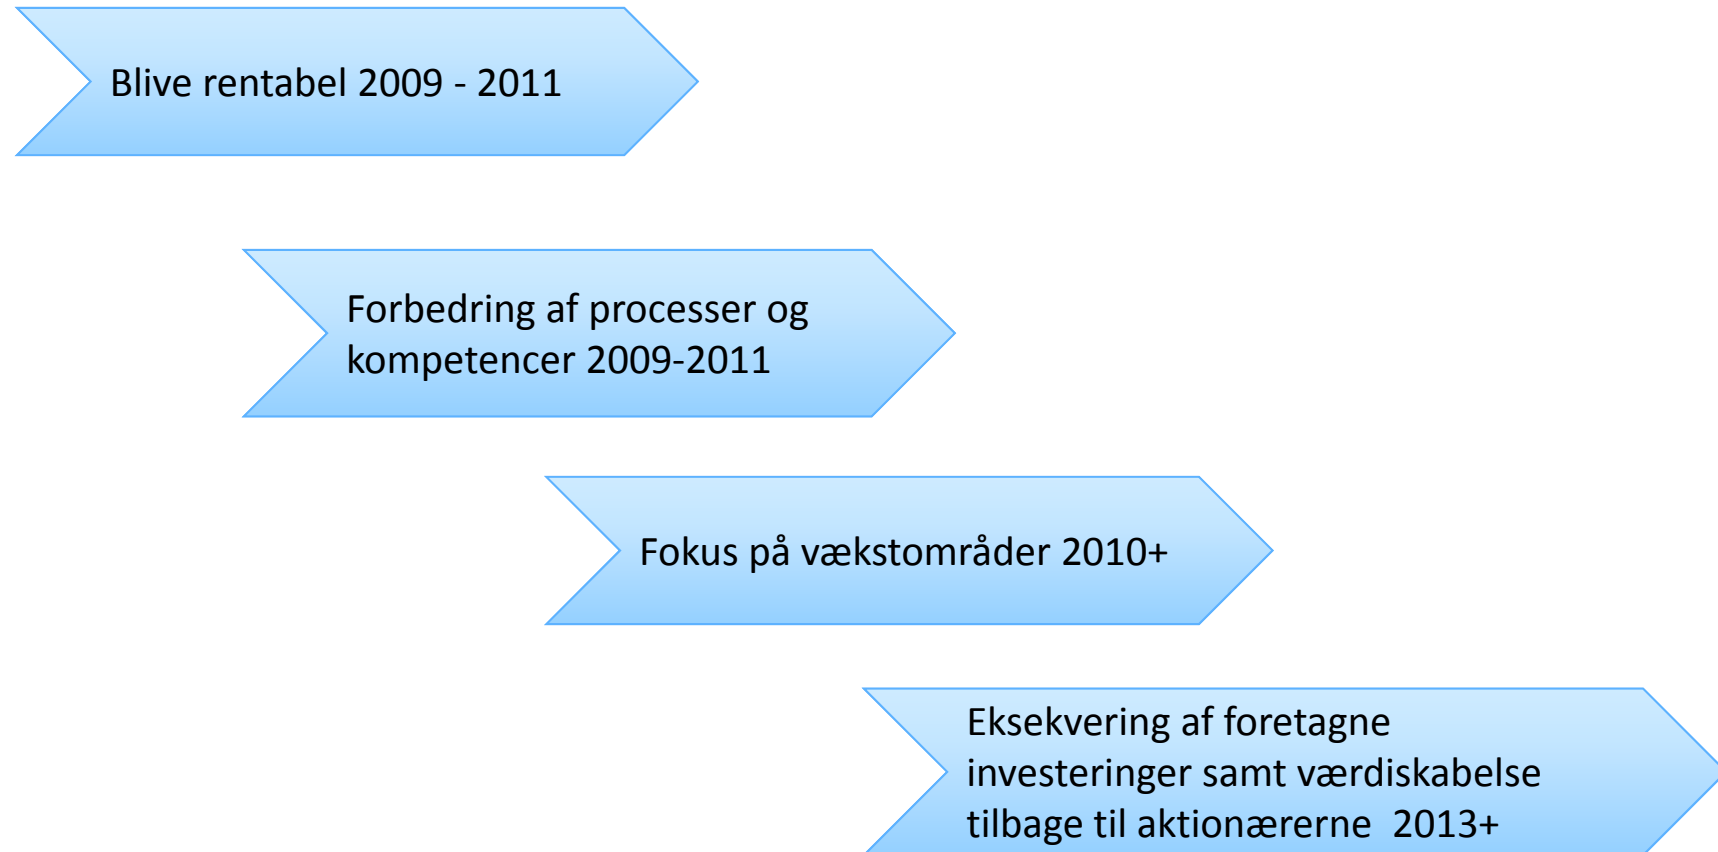 Blive rentabel 2009 - 2011
Forbedring af processer og
kompetencer 2009-2011
Fokus på vækstområder 2010+
Eksekvering af foretagne
investeringer samt værdiskabelse
tilbage til aktionærerne  2013+